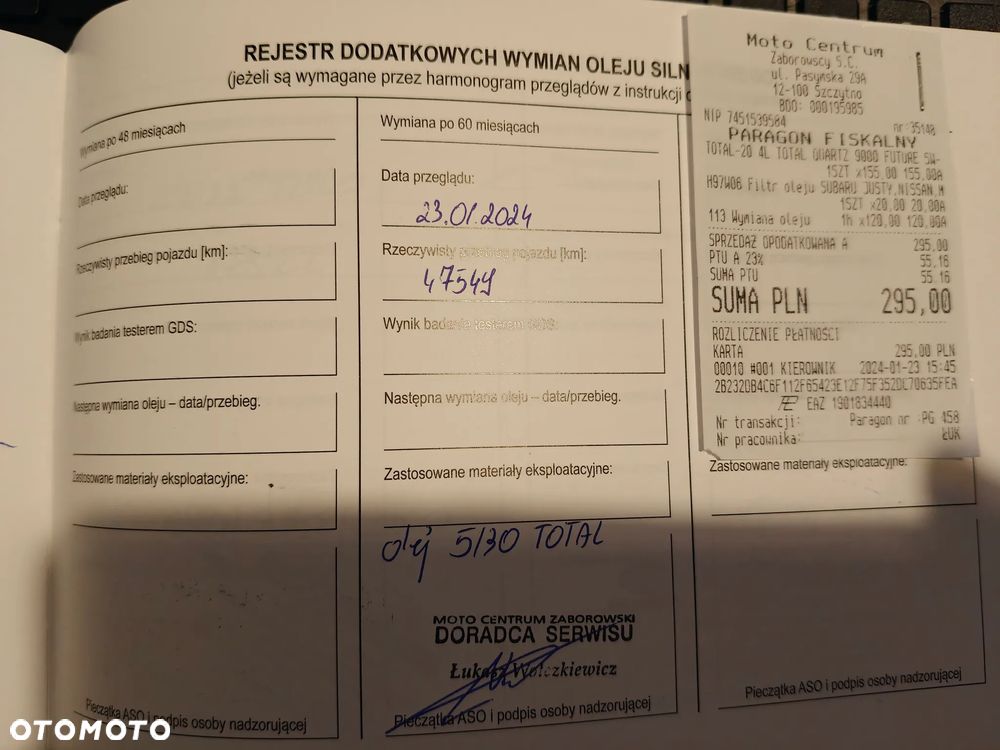 REJESTR DODATKOWYCH WYMIAN OLEJU SILN
(jeżeli są wymagane przez harmonogram przeglądów z instrukcji
Wymiana po 48 miesiącach
Data przeglądu:
Rzeczywisty przebieg pojazdu [km]:
Wynik badania testerem GDS:
Następna wymiana oleju – data/przebieg.
Zastosowane materiały eksploatacyjne:
Pieczątka ASO i podpis osoby nadzorującej
Wymiana po 60 miesiącach
Data przeglądu:
23.01.2024
Rzeczywisty przebieg pojazdu [km]:
47549
Wynik badania testerem GDS:
Następna wymiana oleju – data/przebieg.
Zastosowane materiały eksploatacyjne:
olej 5/30 TOTAL
MOTO CENTRUM ZABOROWSKI
DORADCA SERWISU
Łukasz
Pieczątka ASO i podpis osoby nadzorującej
Moto Centrum
Zaborowscy S.C.
ul. Pasymska 29A
12-100 Szczytno
BDO: 000195985
NIP 7451539584 nr:35148
PARAGON FISKALNY
TOTAL-20 4L TOTAL QUARTZ 9000 FUTURE 5W-
1SZT x155,00 155,00A
H97W06 Filtr oleju SUBARU JUSTY,NISSAN M
1SZT x20,00 20,00A
113 Wymiana oleju 1h x120,00 120,00A
SPRZEDAŻ OPODATKOWANA A 295,00
PTU A 23% 55,16
SUMA PTU 55,16
SUMA PLN 295,00
ROZLICZENIE PŁATNOŚCI
KARTA 295,00 PLN
00010 #001 KIEROWNIK 2024-01-23 15:45
2B2320B4C6F112F65423E12F75F352DC70635FEA
EAZ 1901834440
Nr transakcji: Paragon nr :PG 458
Nr pracownika: ŁUK
Zastosowane materiały eksploatacyjne:
Pieczątka ASO i podpis osoby nadzorującej
OTOMOTO